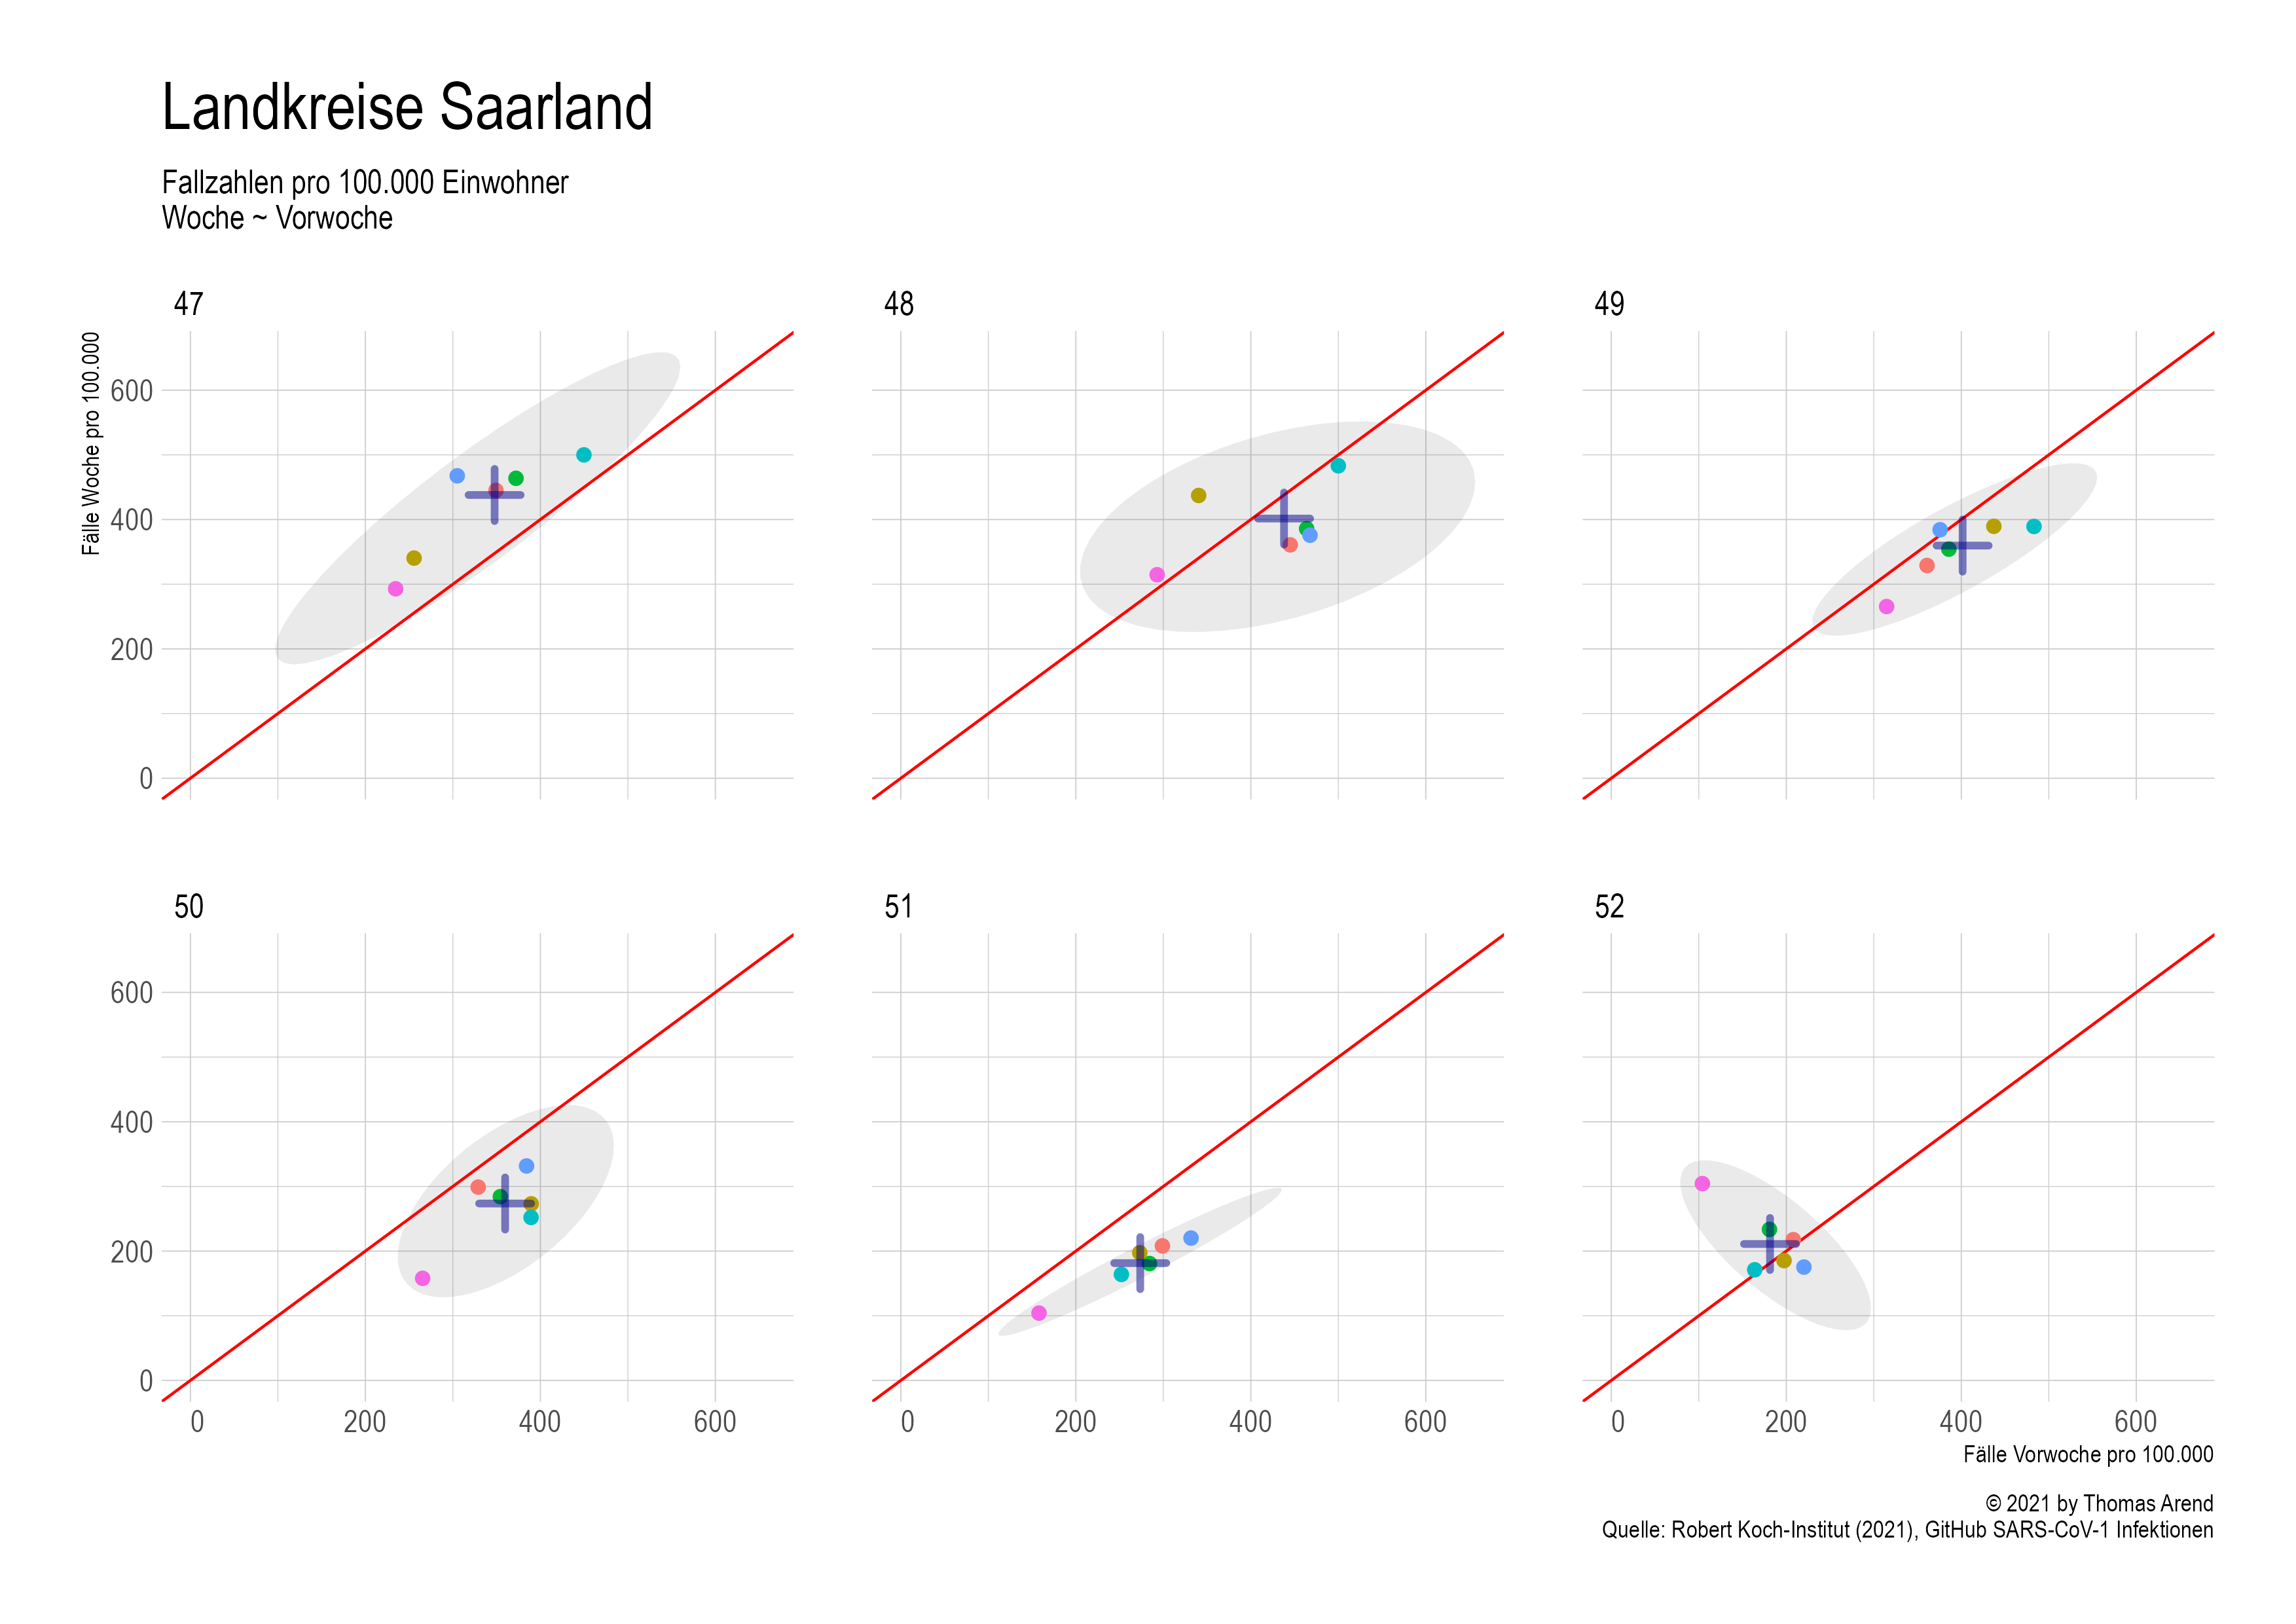 Landkreise Saarland
Fallzahlen pro 100.000 Einwohner
Woche ~ Vorwoche
47
48
49
Fälle Woche pro 100.000
600
400
200
0
50
51
52
600
400
200
0
0 200 400 600
0 200 400 600
0 200 400 600
Fälle Vorwoche pro 100.000
© 2021 by Thomas Arend
Quelle: Robert Koch-Institut (2021), GitHub SARS-CoV-1 Infektionen